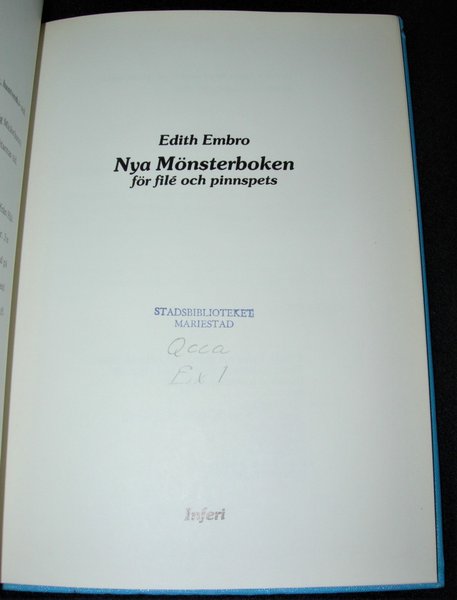 Edith Embro
Nya Mönsterboken
för filé och pinnspets
STADSBIBLIOTEKET
MARIESTAD
Qcca
Ex 1
Inferi